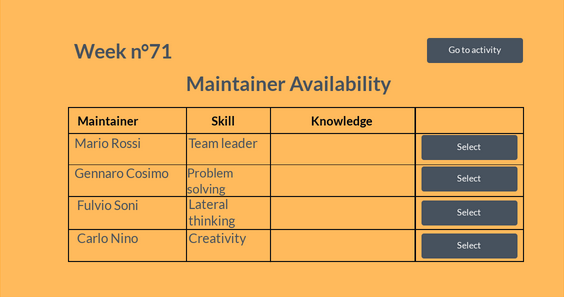 Week n°71
Go to activity
Maintainer Availability
Maintainer Skill Knowledge
Mario Rossi Team leader Select
Gennaro Cosimo Problem solving Select
Fulvio Soni Lateral thinking Select
Carlo Nino Creativity Select